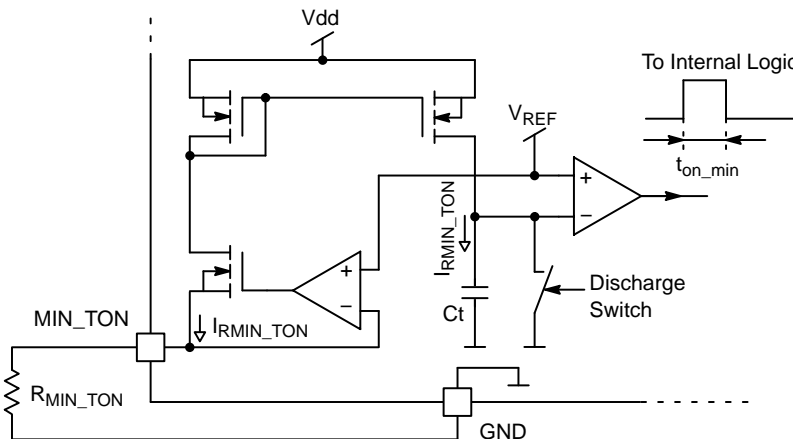 Vdd
To Internal Logic
VREF
ton_min
+
−
IRMIN_TON
+
−
Discharge
Switch
Ct
MIN_TON
IRMIN_TON
RMIN_TON
GND